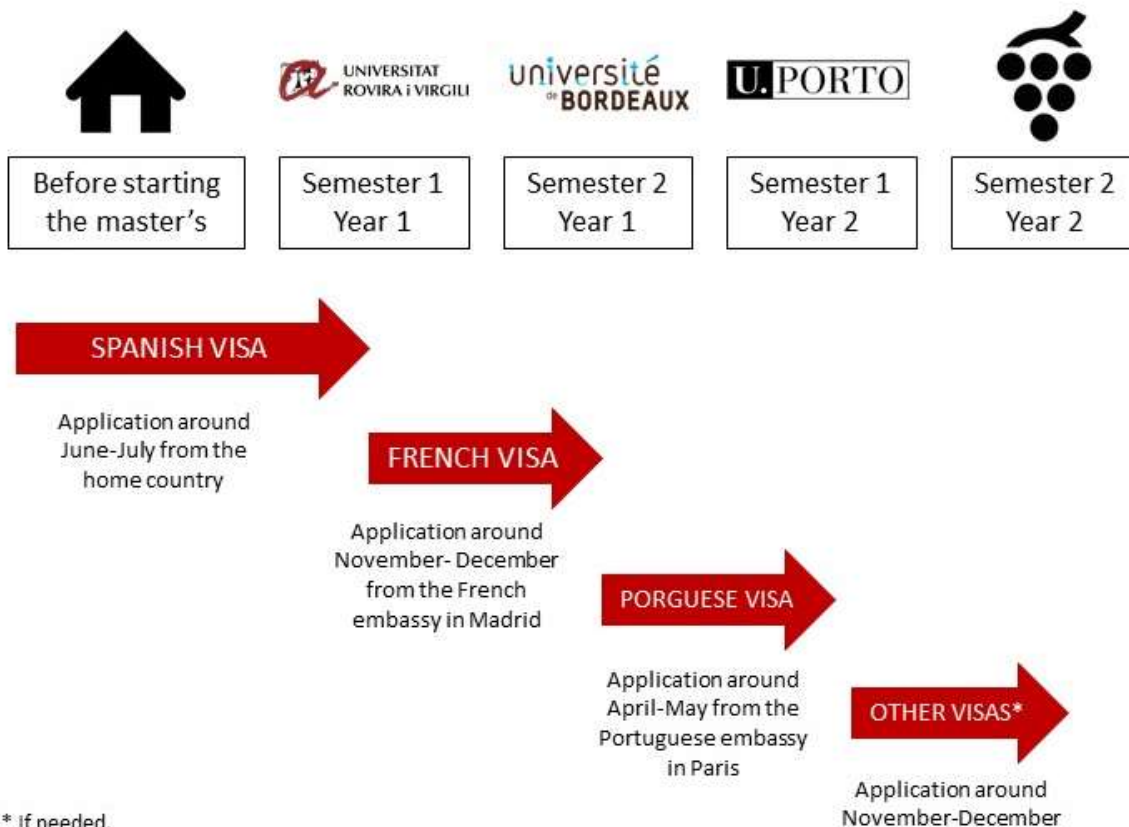 UNIVERSITAT
ROVIRA i VIRGILI
université
de BORDEAUX
U. PORTO
Before starting
the master's
Semester 1
Year 1
Semester 2
Year 1
Semester 1
Year 2
Semester 2
Year 2
SPANISH VISA
Application around
June-July from the
home country
FRENCH VISA
Application around
November- December
from the French
embassy in Madrid
PORGUESE VISA
Application around
April-May from the
Portuguese embassy
in Paris
OTHER VISAS*
Application around
November-December
* If needed.